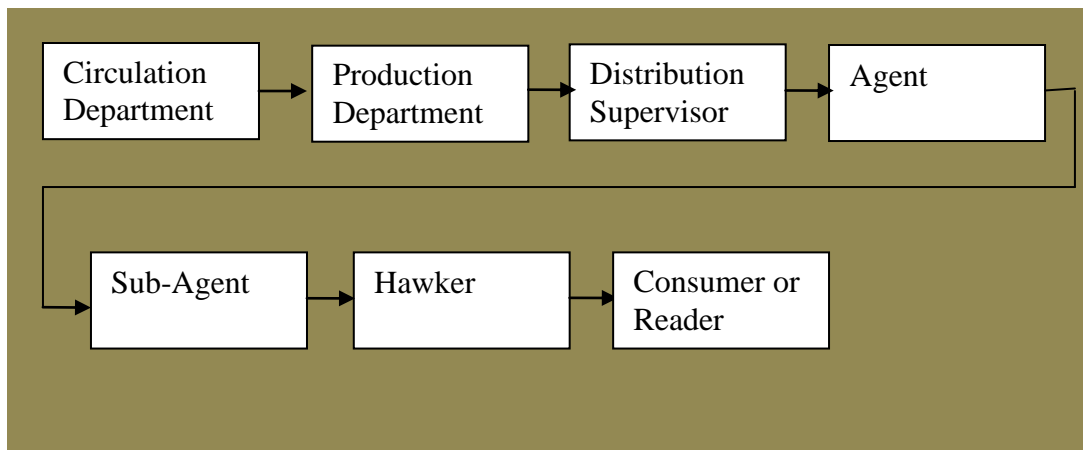 Circulation
Department
Production
Department
Distribution
Supervisor
Agent
Sub-Agent
Hawker
Consumer or
Reader